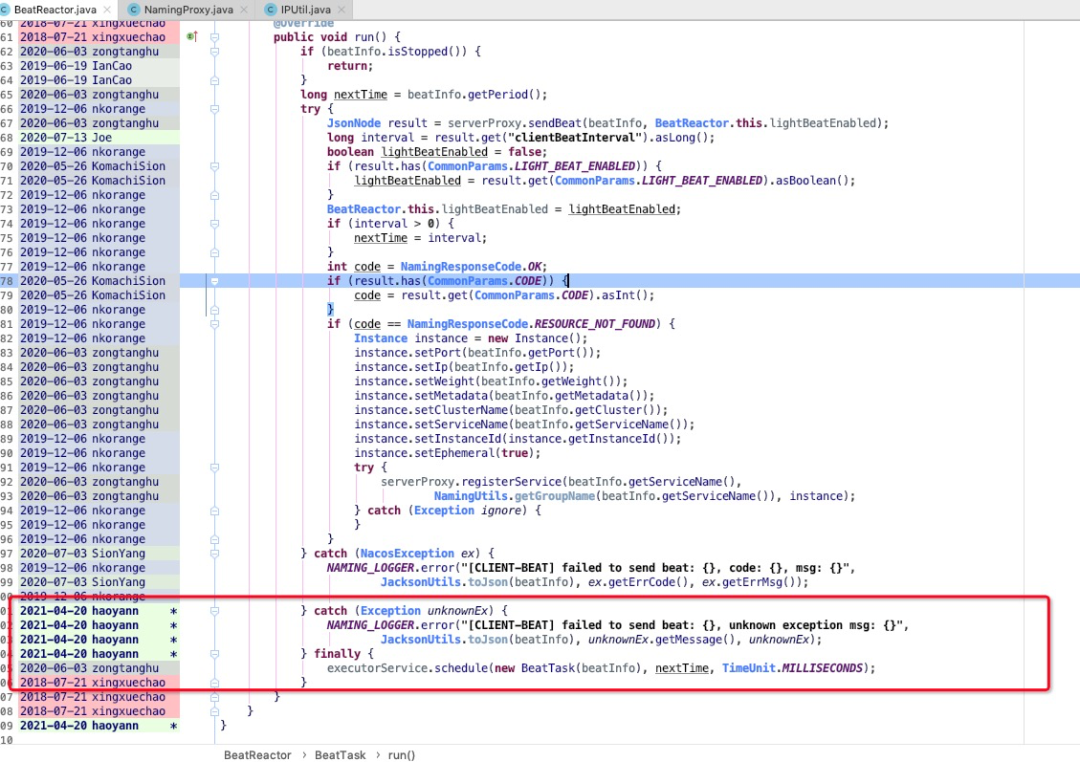 BeatReactor.java × NamingProxy.java × IPUtil.java ×
60 2018-07-21 xingxuechao @Override
61 2018-07-21 xingxuechao public void run() {
62 2020-06-03 zongtanghu if (beatInfo.isStopped()) {
63 2019-06-19 IanCao return;
64 2019-06-19 IanCao }
65 2020-06-03 zongtanghu long nextTime = beatInfo.getPeriod();
66 2019-12-06 nkorange try {
67 2020-06-03 zongtanghu JsonNode result = serverProxy.sendBeat(beatInfo, BeatReactor.this.lightBeatEnabled);
68 2020-07-13 Joe long interval = result.get("clientBeatInterval").asLong();
69 2019-12-06 nkorange boolean lightBeatEnabled = false;
70 2020-05-26 KomachiSion if (result.has(CommonParams.LIGHT_BEAT_ENABLED)) {
71 2020-05-26 KomachiSion lightBeatEnabled = result.get(CommonParams.LIGHT_BEAT_ENABLED).asBoolean();
72 2019-12-06 nkorange }
73 2019-12-06 nkorange BeatReactor.this.lightBeatEnabled = lightBeatEnabled;
74 2019-12-06 nkorange if (interval > 0) {
75 2019-12-06 nkorange nextTime = interval;
76 2019-12-06 nkorange }
77 2019-12-06 nkorange int code = NamingResponseCode.OK;
78 2020-05-26 KomachiSion if (result.has(CommonParams.CODE)) {
79 2020-05-26 KomachiSion code = result.get(CommonParams.CODE).asInt();
80 2019-12-06 nkorange }
81 2019-12-06 nkorange if (code == NamingResponseCode.RESOURCE_NOT_FOUND) {
82 2019-12-06 nkorange Instance instance = new Instance();
83 2020-06-03 zongtanghu instance.setPort(beatInfo.getPort());
84 2020-06-03 zongtanghu instance.setIp(beatInfo.getIp());
85 2020-06-03 zongtanghu instance.setWeight(beatInfo.getWeight());
86 2020-06-03 zongtanghu instance.setMetadata(beatInfo.getMetadata());
87 2020-06-03 zongtanghu instance.setClusterName(beatInfo.getCluster());
88 2020-06-03 zongtanghu instance.setServiceName(beatInfo.getServiceName());
89 2019-12-06 nkorange instance.setInstanceId(instance.getInstanceId());
90 2019-12-06 nkorange instance.setEphemeral(true);
91 2019-12-06 nkorange try {
92 2020-06-03 zongtanghu serverProxy.registerService(beatInfo.getServiceName(),
93 2020-06-03 zongtanghu NamingUtils.getGroupName(beatInfo.getServiceName()), instance);
94 2019-12-06 nkorange } catch (Exception ignore) {
95 2019-12-06 nkorange }
96 2019-12-06 nkorange }
97 2020-07-03 SionYang } catch (NacosException ex) {
98 2019-12-06 nkorange NAMING_LOGGER.error("[CLIENT-BEAT] failed to send beat: {}, code: {}, msg: {}",
99 2020-07-03 SionYang JacksonUtils.toJson(beatInfo), ex.getErrCode(), ex.getErrMsg());
00 2019-12-06 nkorange
01 2021-04-20 haoyann * } catch (Exception unknownEx) {
02 2021-04-20 haoyann * NAMING_LOGGER.error("[CLIENT-BEAT] failed to send beat: {}, unknown exception msg: {}",
03 2021-04-20 haoyann * JacksonUtils.toJson(beatInfo), unknownEx.getMessage(), unknownEx);
04 2021-04-20 haoyann * } finally {
05 2020-06-03 zongtanghu executorService.schedule(new BeatTask(beatInfo), nextTime, TimeUnit.MILLISECONDS);
06 2018-07-21 xingxuechao }
07 2018-07-21 xingxuechao }
08 2018-07-21 xingxuechao }
09 2021-04-20 haoyann * }
10
BeatReactor › BeatTask › run()